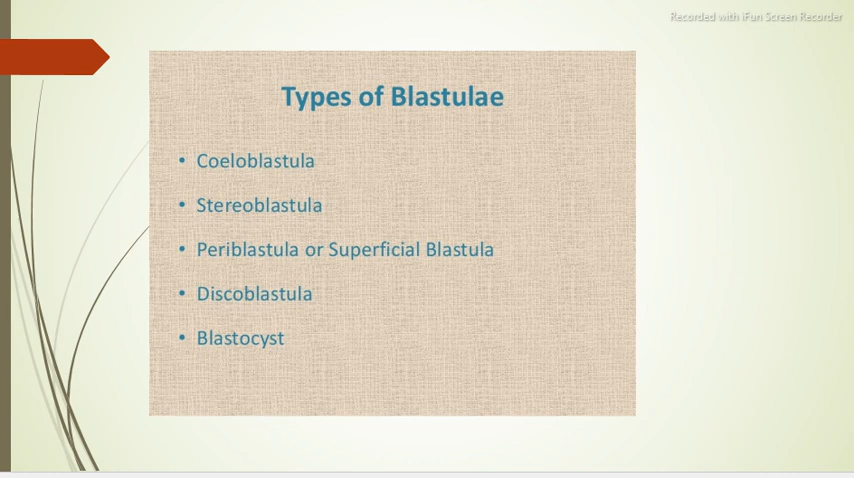 Recorded with iFun Screen Recorder
Types of Blastulae
• Coeloblastula
• Stereoblastula
• Periblastula or Superficial Blastula
• Discoblastula
• Blastocyst